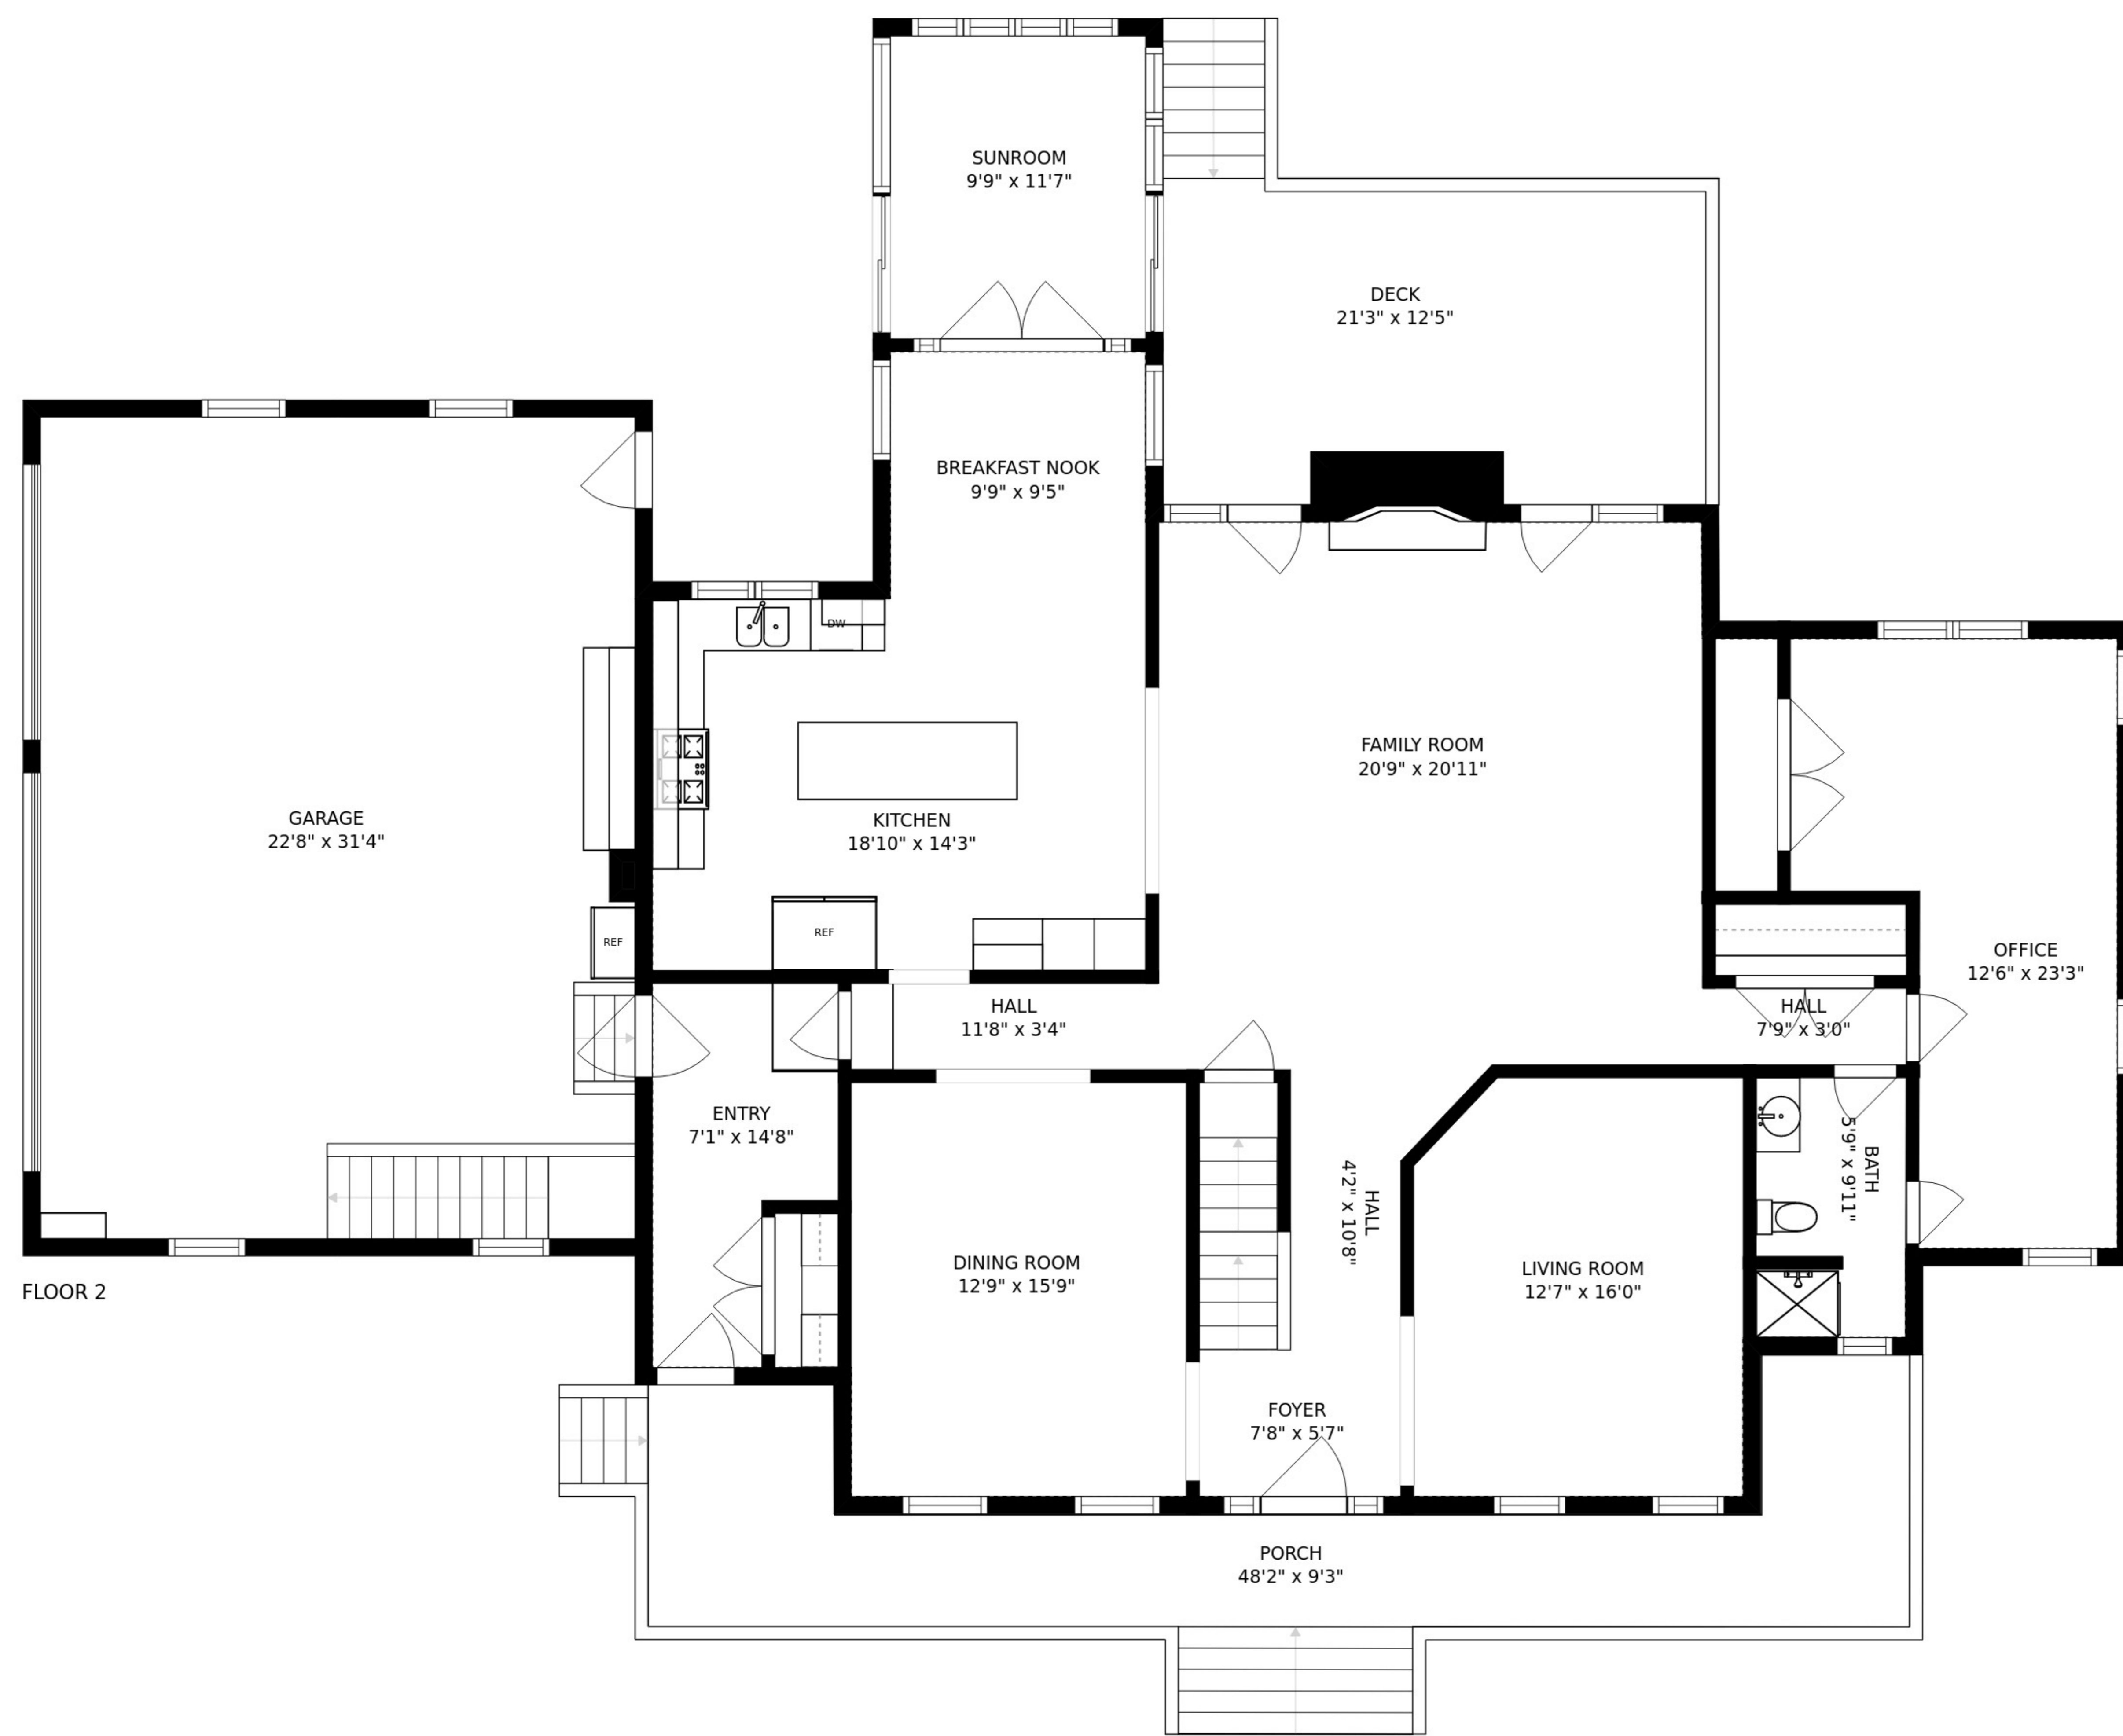 SUNROOM
9'9" x 11'7"
DECK
21'3" x 12'5"
BREAKFAST NOOK
9'9" x 9'5"
DW
FAMILY ROOM
20'9" x 20'11"
GARAGE
22'8" x 31'4"
KITCHEN
18'10" x 14'3"
REF
REF
OFFICE
12'6" x 23'3"
HALL
11'8" x 3'4"
HALL
7'9" x 3'0"
ENTRY
7'1" x 14'8"
BATH
5'9" x 9'11"
HALL
4'2" x 10'8"
DINING ROOM
12'9" x 15'9"
LIVING ROOM
12'7" x 16'0"
FLOOR 2
FOYER
7'8" x 5'7"
PORCH
48'2" x 9'3"